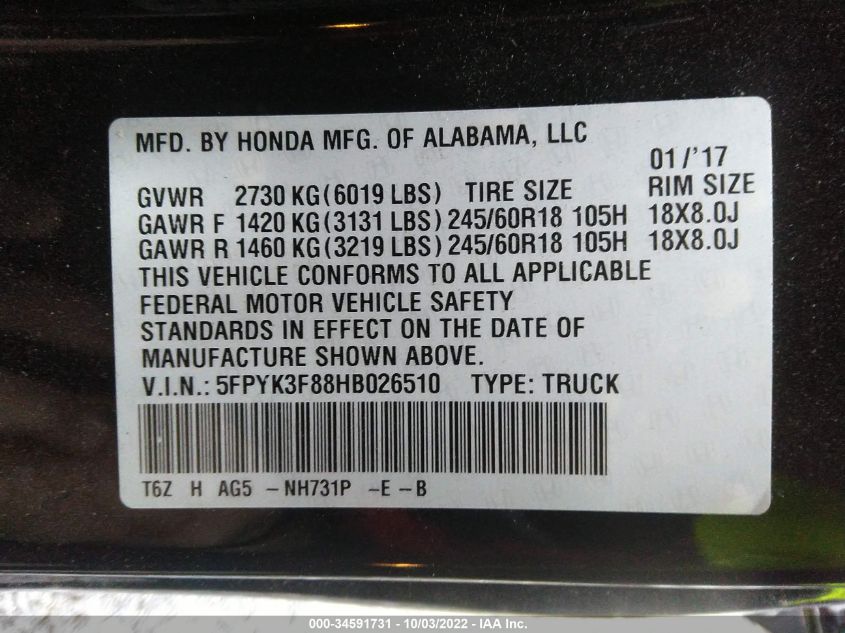 MFD. BY HONDA MFG. OF ALABAMA, LLC
01/'17
GVWR 2730 KG(6019 LBS) TIRE SIZE RIM SIZE
GAWR F 1420 KG(3131 LBS) 245/60R18 105H 18X8.0J
GAWR R 1460 KG(3219 LBS) 245/60R18 105H 18X8.0J
THIS VEHICLE CONFORMS TO ALL APPLICABLE
FEDERAL MOTOR VEHICLE SAFETY
STANDARDS IN EFFECT ON THE DATE OF
MANUFACTURE SHOWN ABOVE.
V.I.N.: 5FPYK3F88HB026510 TYPE: TRUCK
T6Z H AG5 -NH731P -E -B
000-34591731 - 10/03/2022 - IAA Inc.